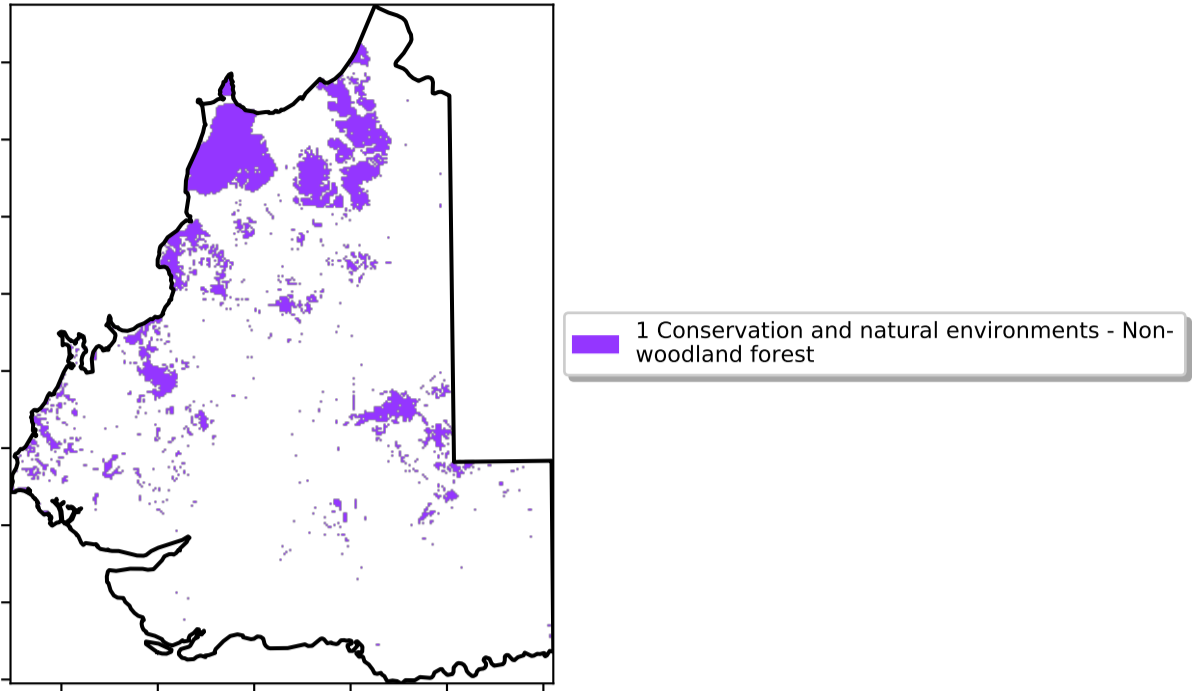 1 Conservation and natural environments - Non-
woodland forest